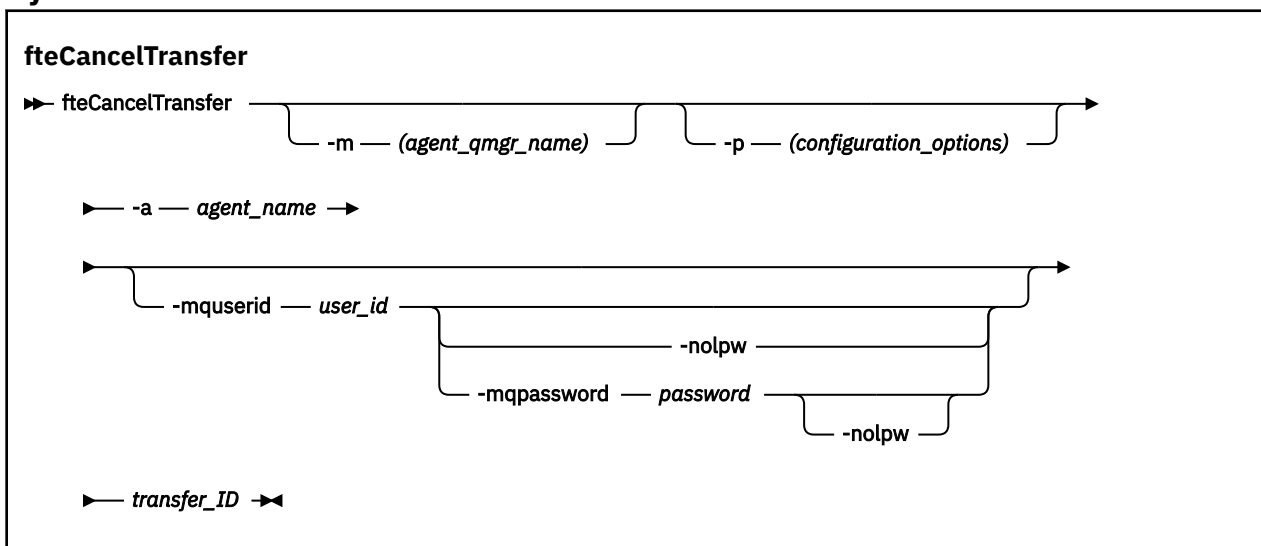 fteCancelTransfer
fteCancelTransfer
-m (agent_qmgr_name) -p (configuration_options)
-a agent_name
-mquserid user_id
-nolpw
-mqpassword password
-nolpw
transfer_ID